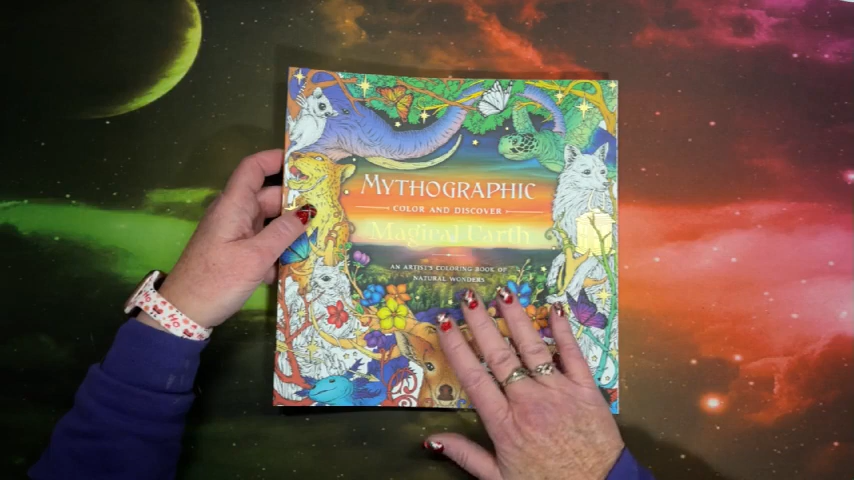 MYTHOGRAPHIC
COLOR AND DISCOVER
Magical Earth
AN ARTIST'S COLORING BOOK OF
NATURAL WONDERS